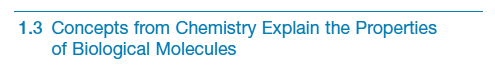 1.3 Concepts from Chemistry Explain the Properties
of Biological Molecules